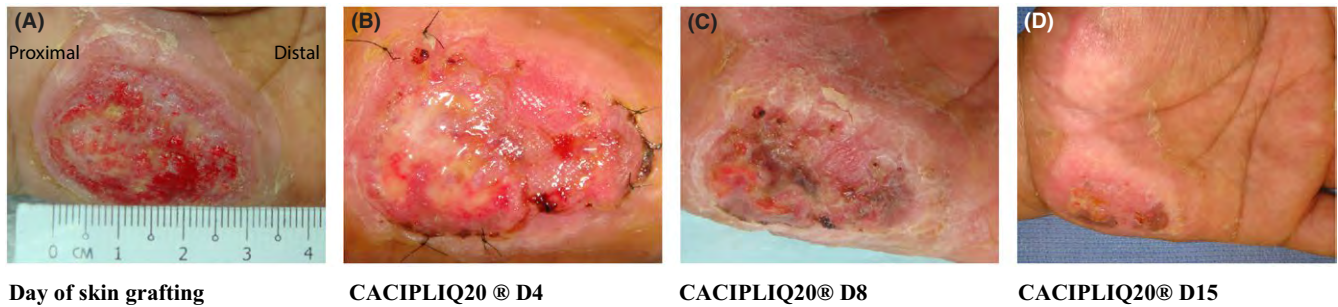 (A)
Proximal Distal
0 CM 1 2 3 4
(B)
(C)
(D)
Day of skin grafting
CACIPLIQ20 ® D4
CACIPLIQ20® D8
CACIPLIQ20® D15